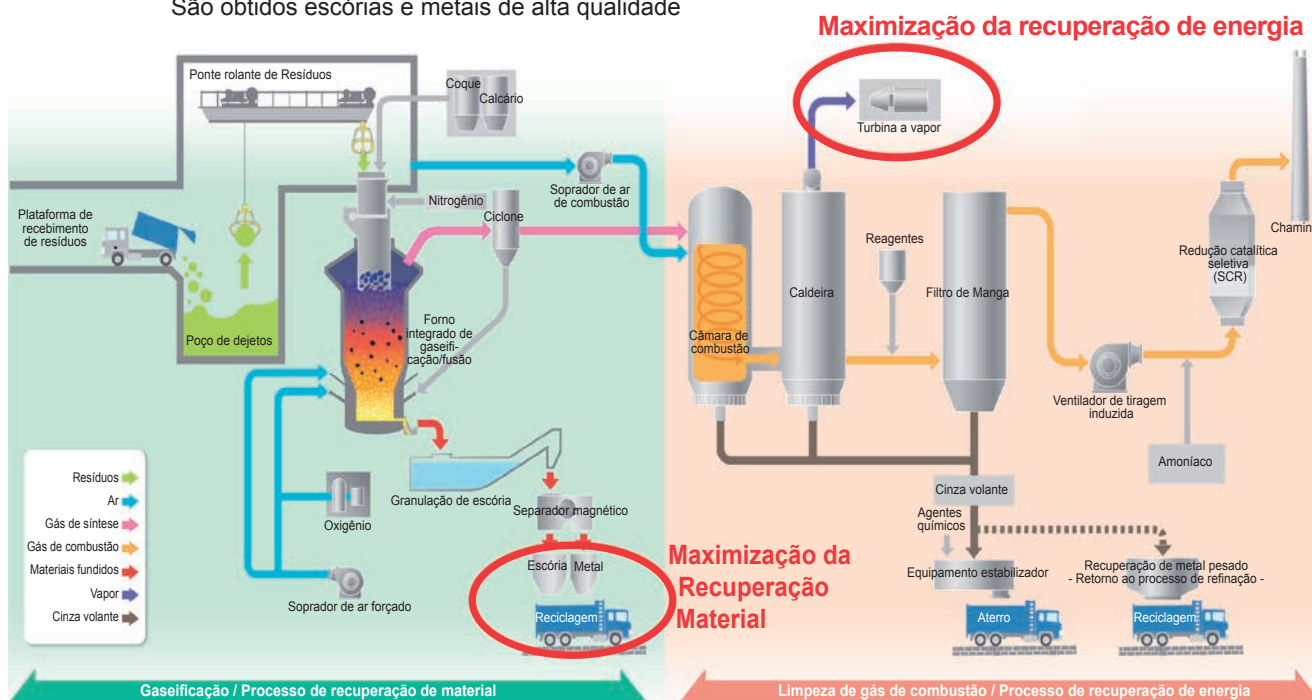 São obtidos escórias e metais de alta qualidade
Maximização da recuperação de energia
Ponte rolante de Resíduos
Coque
Calcário
Turbina a vapor
Soprador de ar
de combustão
Nitrogênio
Ciclone
Plataforma de
recebimento
de resíduos
Poço de dejetos
Forno
integrado de
gaseifi-
cação/fusão
Câmara de
combustão
Caldeira
Reagentes
Filtro de Manga
Redução catalítica
seletiva
(SCR)
Chamin
Ventilador de tiragem
induzida
Amoníaco
Resíduos
Ar
Gás de síntese
Gás de combustão
Materiais fundidos
Vapor
Cinza volante
Oxigênio
Soprador de ar forçado
Granulação de escória
Separador magnético
Escória
Metal
Reciclagem
Maximização da
Recuperação
Material
Cinza volante
Agentes
químicos
Equipamento estabilizador
Aterro
Recuperação de metal pesado
- Retorno ao processo de refinação -
Reciclagem
Gaseificação / Processo de recuperação de material
Limpeza de gás de combustão / Processo de recuperação de energia